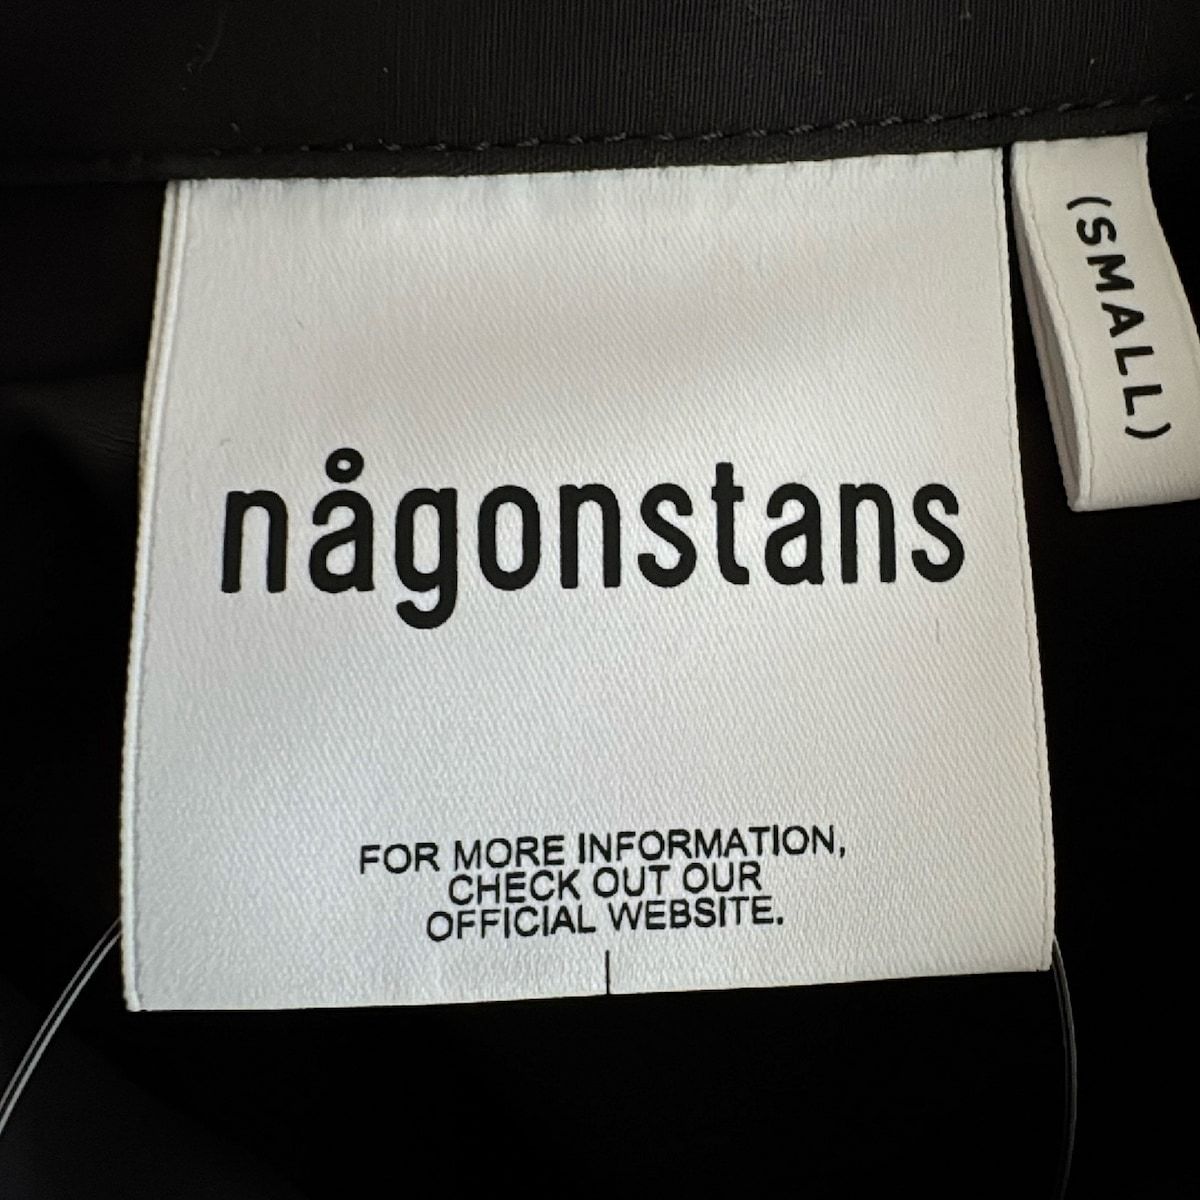 någonstans
(SMALL)
FOR MORE INFORMATION,
CHECK OUT OUR
OFFICIAL WEBSITE.